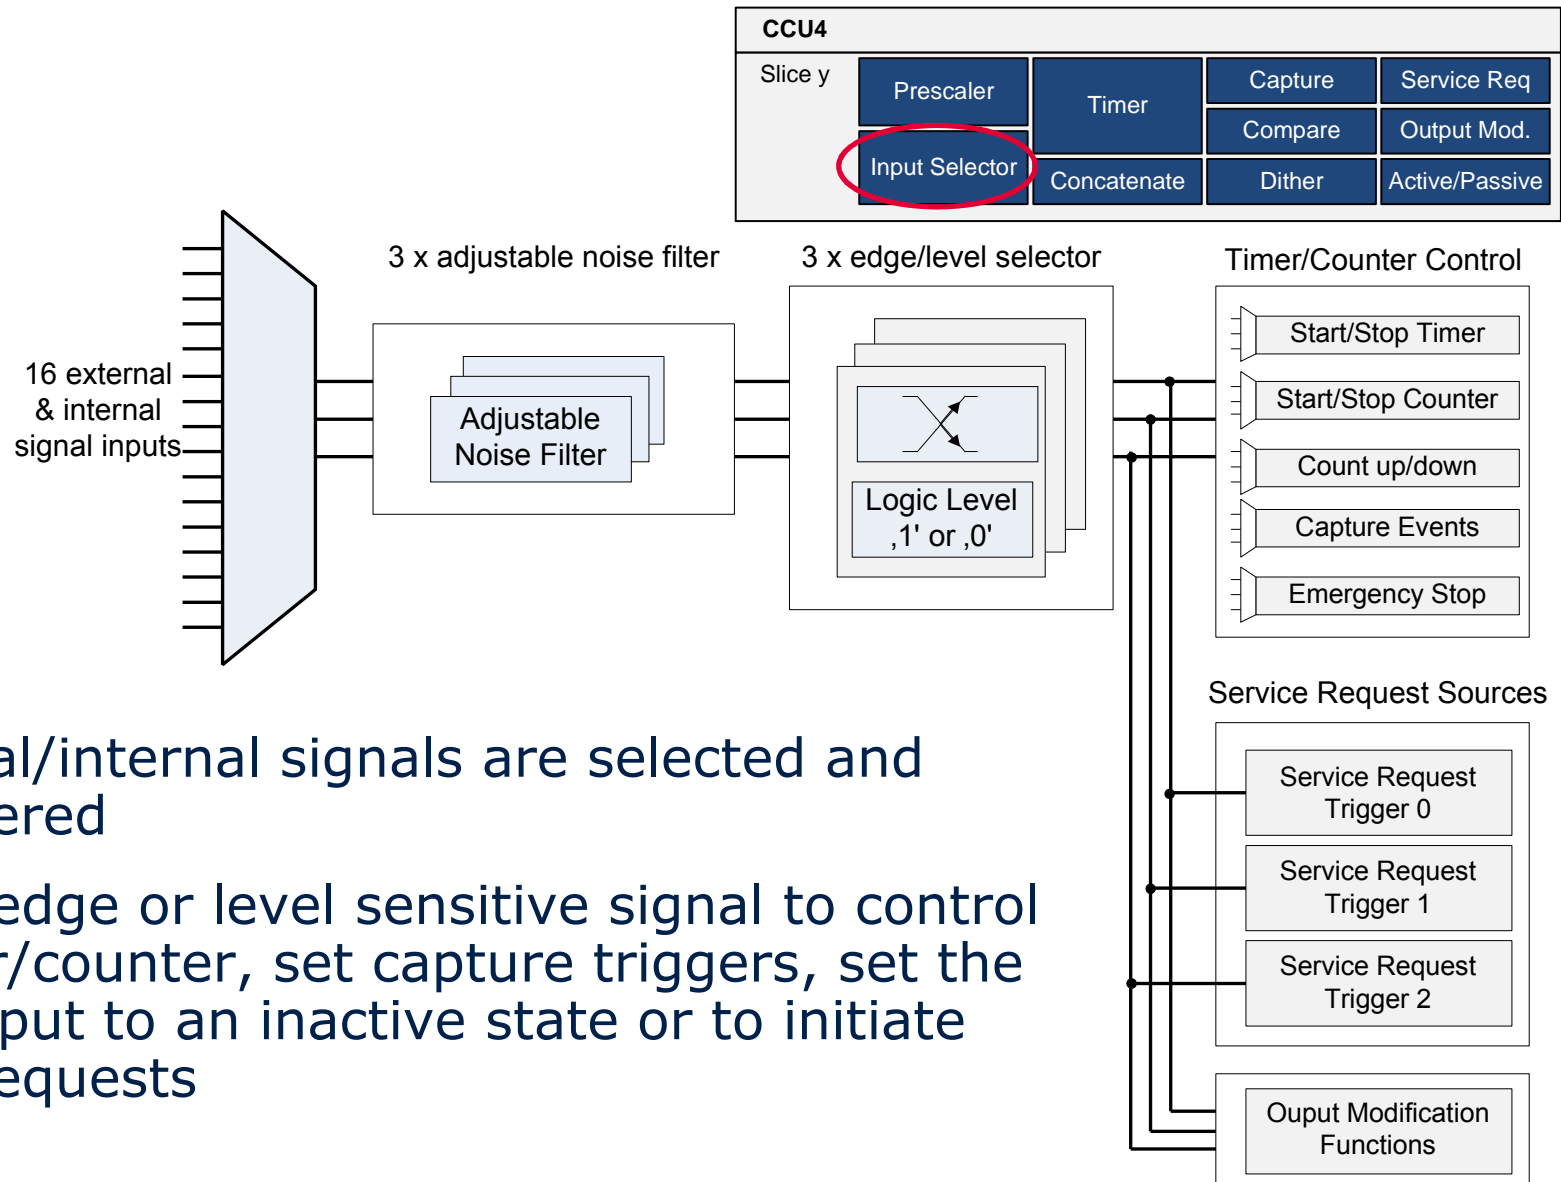 CCU4
Slice y
Prescaler
Timer
Capture
Service Req
Compare
Output Mod.
Input Selector
Concatenate
Dither
Active/Passive
3 x adjustable noise filter
3 x edge/level selector
Timer/Counter Control
16 external
& internal
signal inputs
Adjustable
Noise Filter
Logic Level
‚1' or ‚0'
Start/Stop Timer
Start/Stop Counter
Count up/down
Capture Events
Emergency Stop
Service Request Sources
Service Request
Trigger 0
Service Request
Trigger 1
Service Request
Trigger 2
Ouput Modification
Functions
al/internal signals are selected and
ered
edge or level sensitive signal to control
r/counter, set capture triggers, set the
put to an inactive state or to initiate
equests